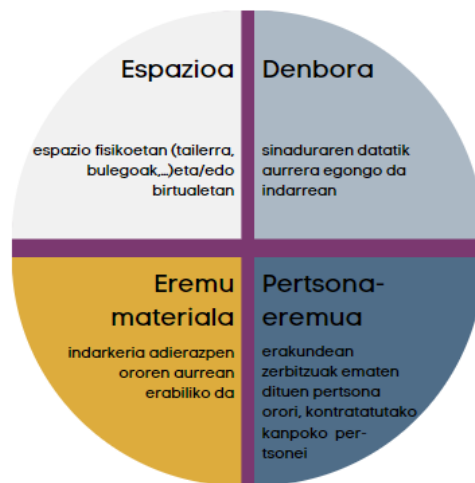 Espazioa
espazio fisikoetan (tailerra,
bulegoak,...)eta/edo
birtualetan
Denbora
sinaduraren datatik
aurrera egongo da
indarrean
Eremu
materiala
indarkeria adierazpen
ororen aurrean
erabiliko da
Pertsona-
eremua
erakundean
zerbitzuak ematen
dituen pertsona
orori, kontratatutako
kanpoko per-
tsonei